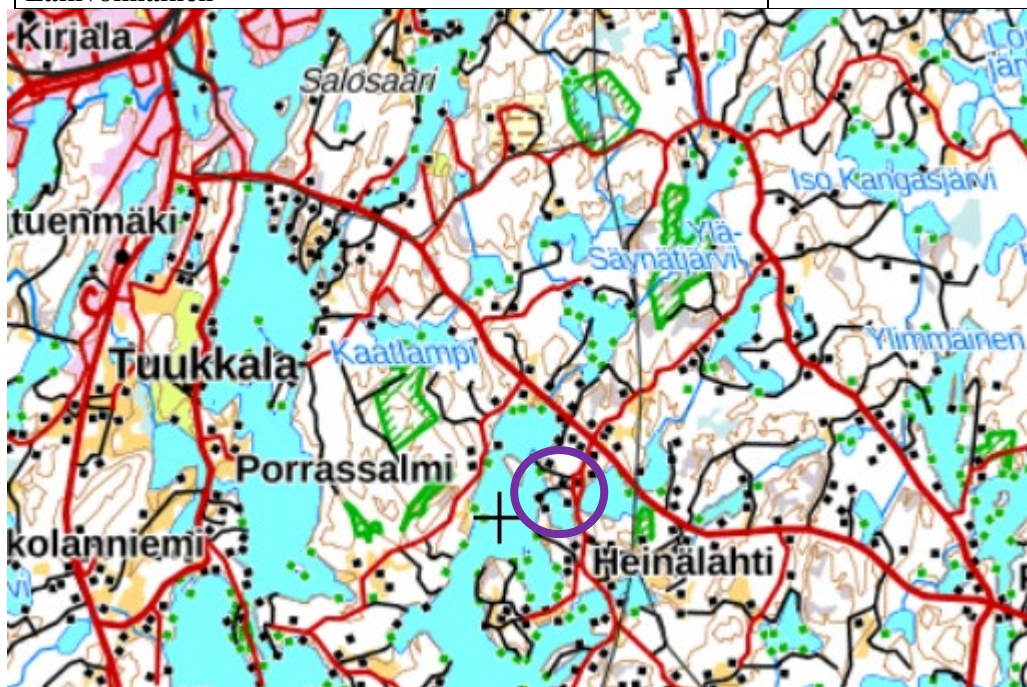 Kirjala
Salosaari
Iso Kangasjärvi
tuenmäki
Ylä-
Säynätjärvi
Ylimmäinen
Kaatlampi
Tuukkala
Porrassalmi
kolanniemi
Heinälahti